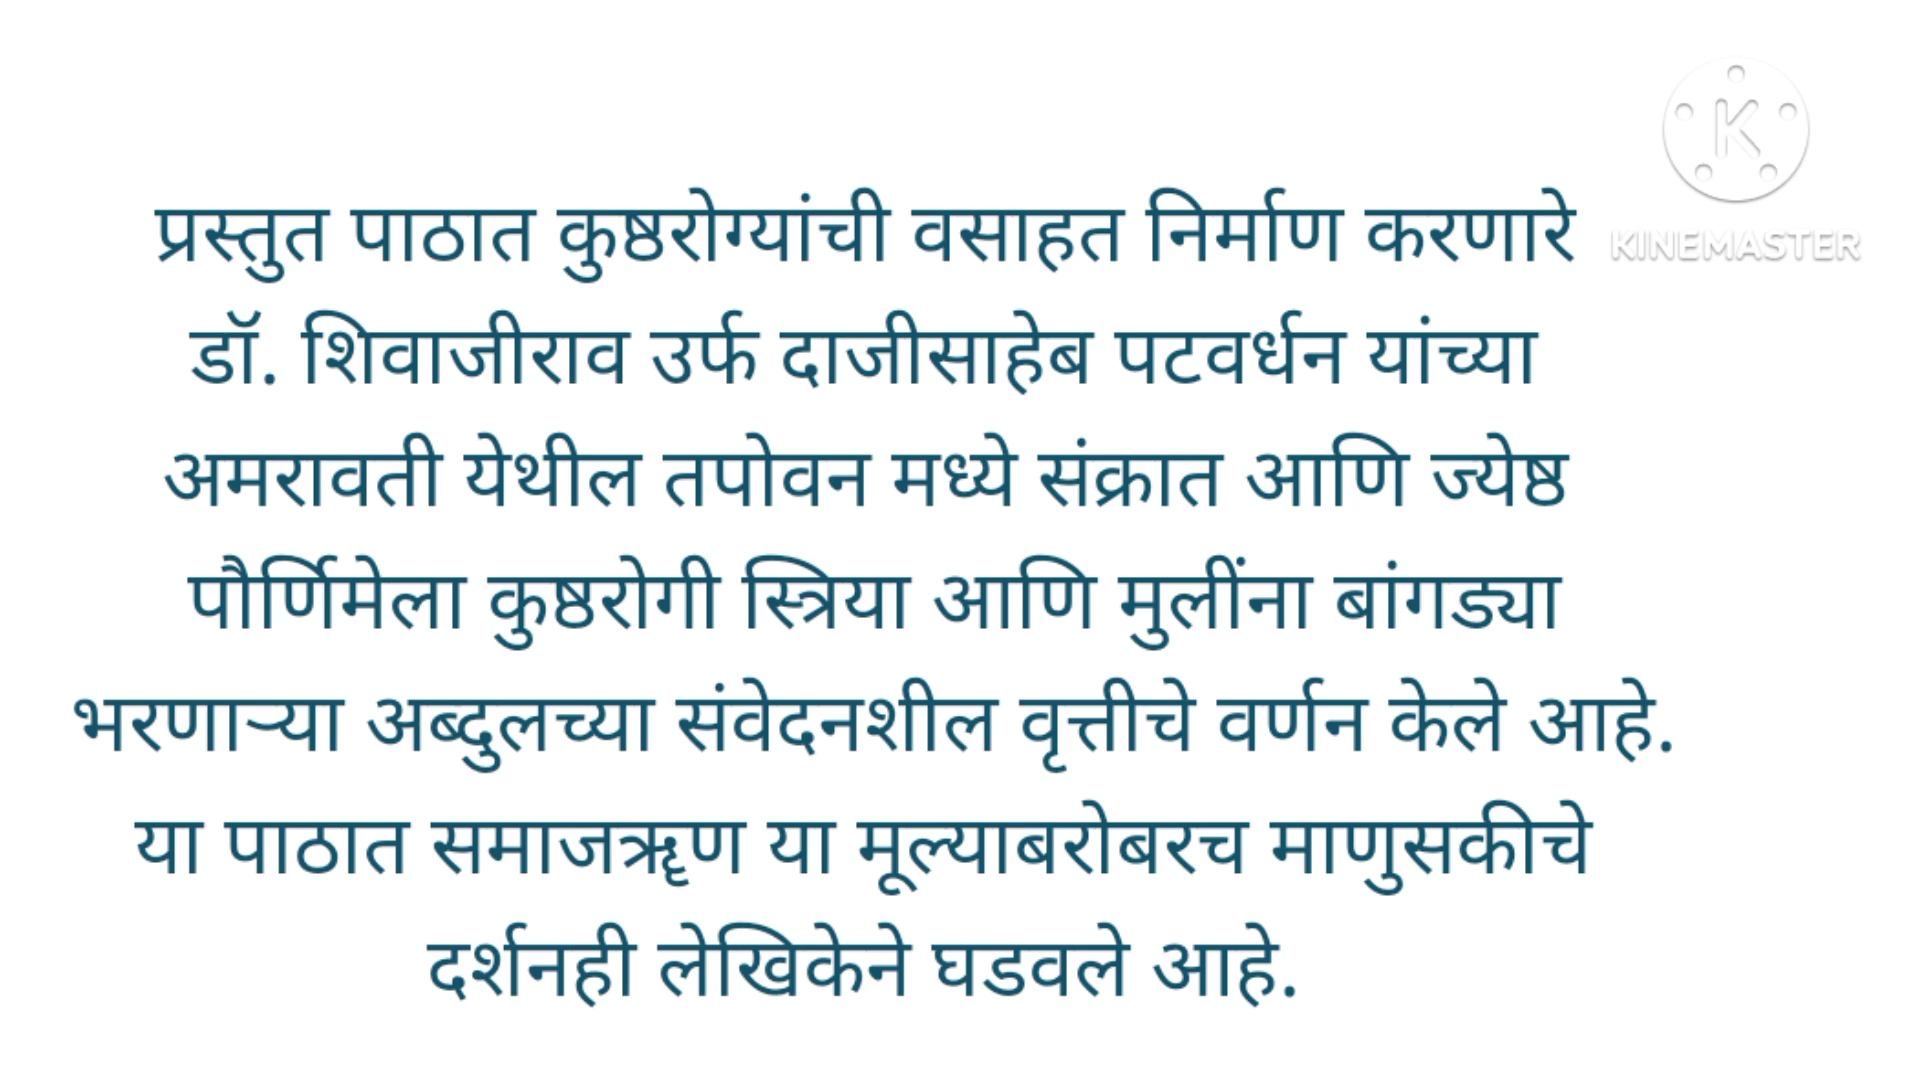 प्रस्तुत पाठात कुष्ठरोग्यांची वसाहत निर्माण करणारे
डॉ. शिवाजीराव उर्फ दाजीसाहेब पटवर्धन यांच्या
अमरावती येथील तपोवन मध्ये संक्रात आणि ज्येष्ठ
पौर्णिमेला कुष्ठरोगी स्त्रिया आणि मुलींना बांगड्या
भरणाऱ्या अब्दुलच्या संवेदनशील वृत्तीचे वर्णन केले आहे.
या पाठात समाजऋृण या मूल्याबरोबरच माणुसकीचे
दर्शनही लेखिकेने घडवले आहे.
K
KINEMASTER